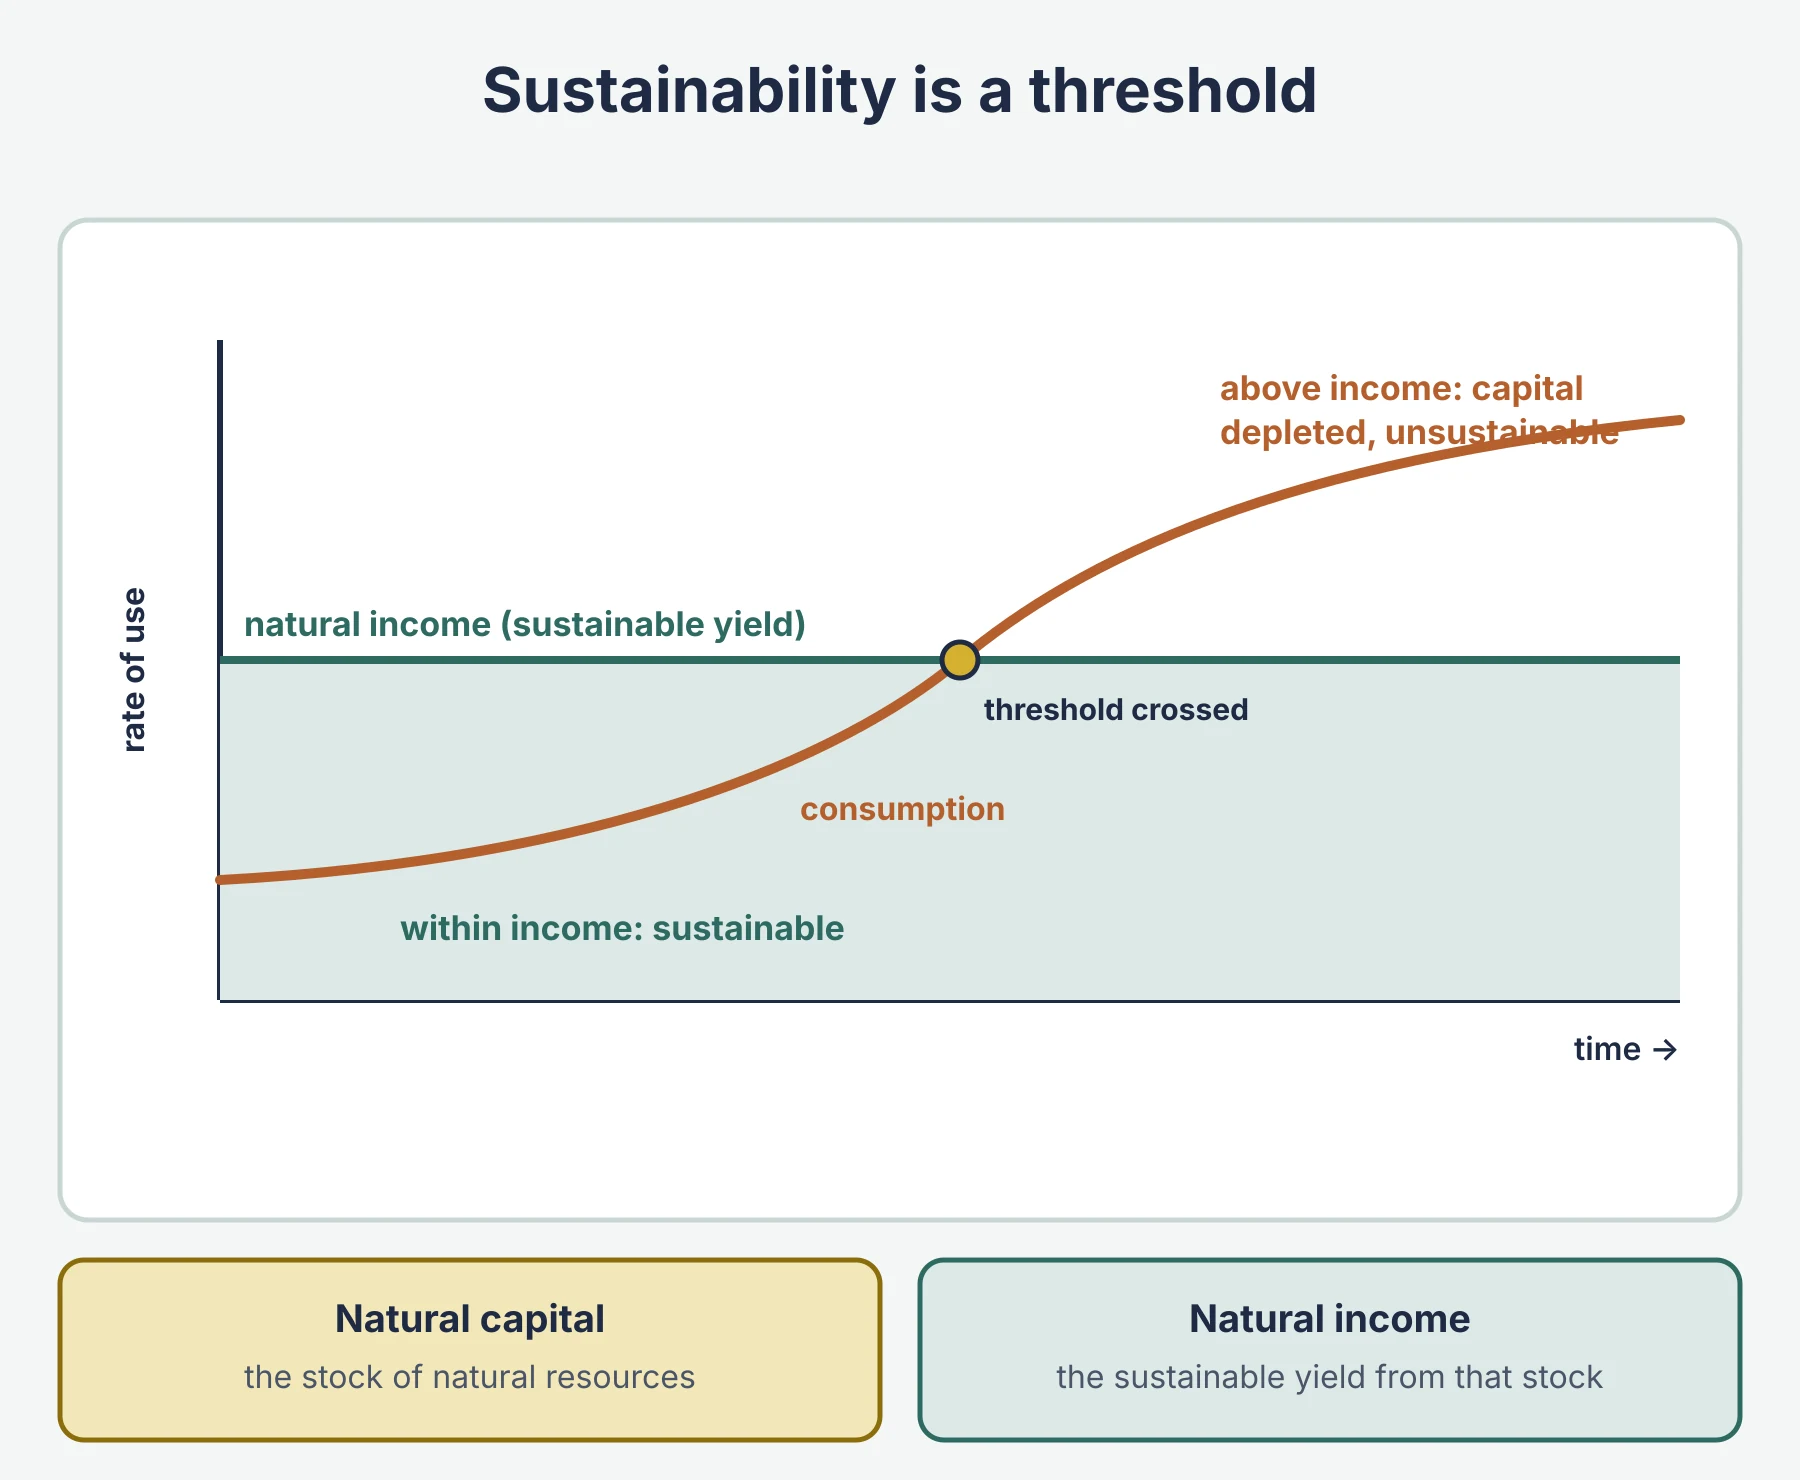 Sustainability is a threshold
above income: capital
depleted, unsustainable
natural income (sustainable yield)
rate of use
threshold crossed
consumption
within income: sustainable
time →
Natural capital
the stock of natural resources
Natural income
the sustainable yield from that stock